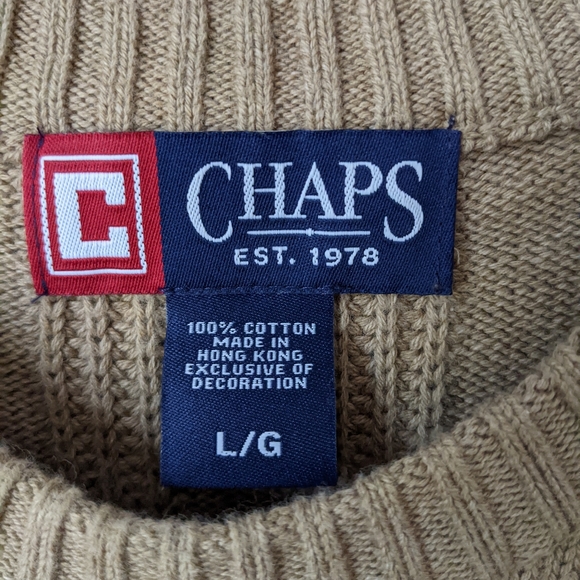 C
CHAPS
EST. 1978
100% COTTON
MADE IN
HONG KONG
EXCLUSIVE OF
DECORATION
L/G